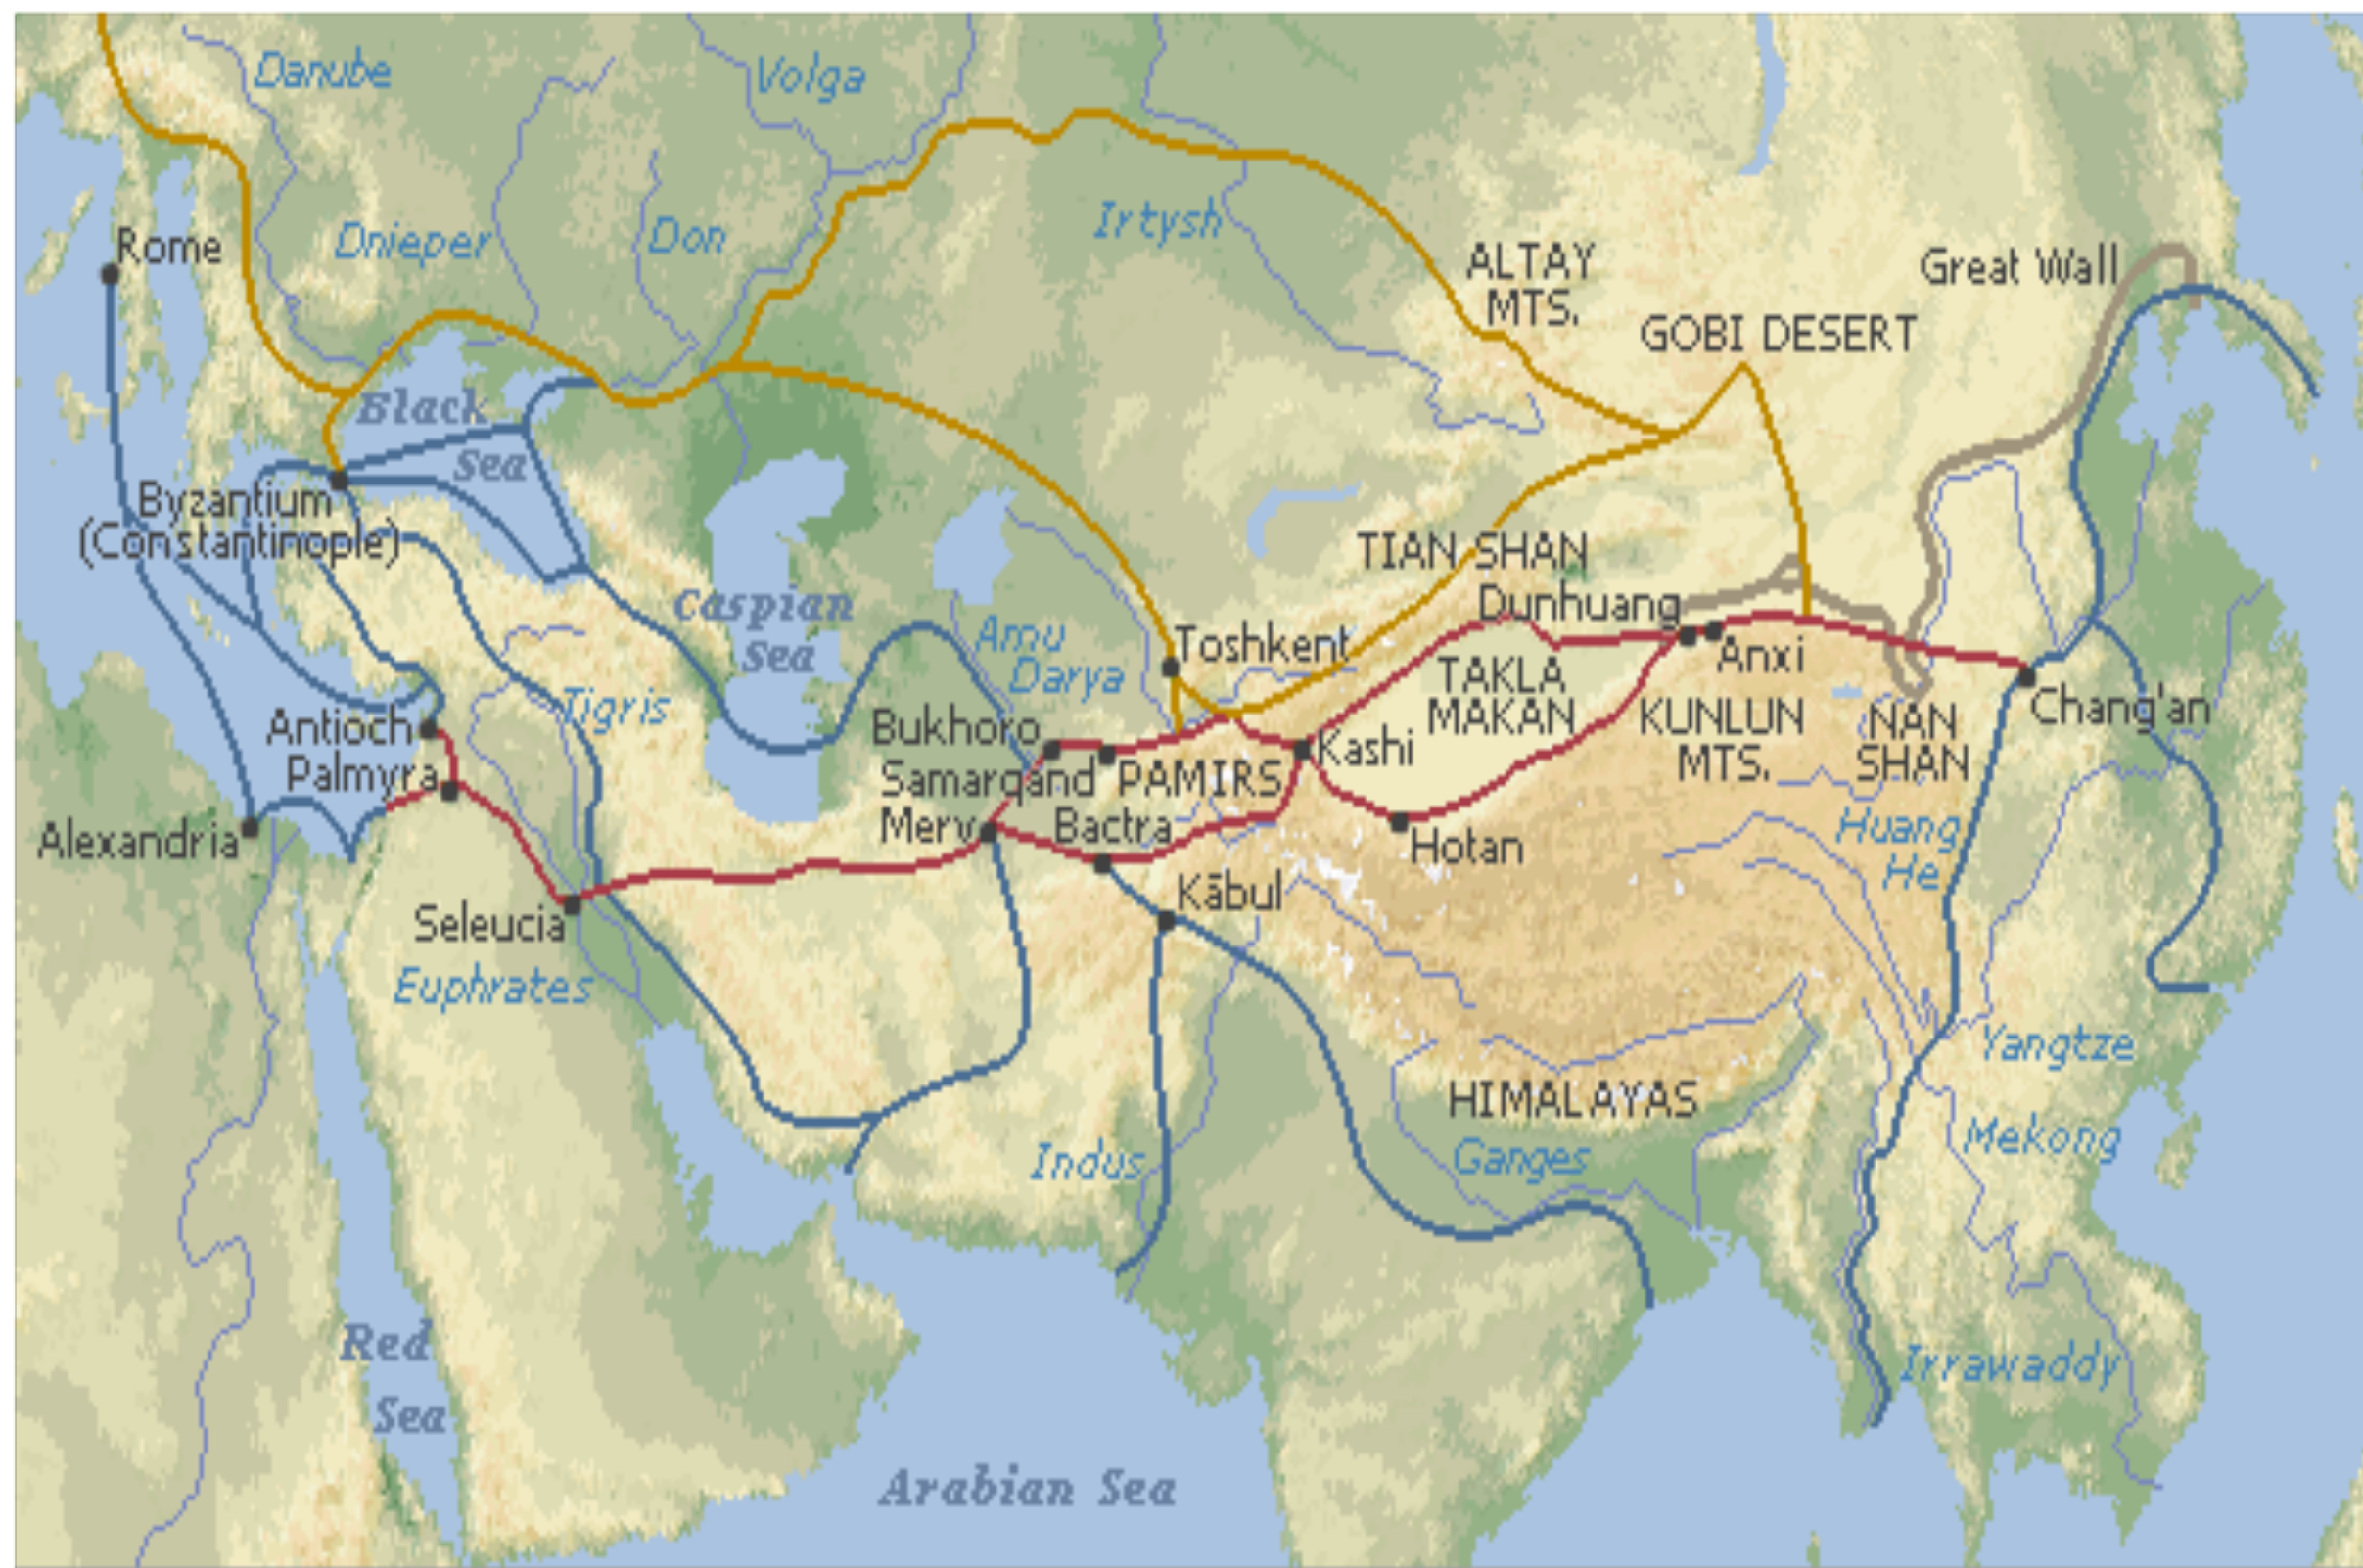 Danube
Volga
Rome
Dnieper
Don
Irtysh
ALTAY
MTS.
Great Wall
GOBI DESERT
Black
Sea
Byzantium
(Constantinople)
TIAN SHAN
Caspian
Sea
Dunhuang
Amu
Darya
Toshkent
Anxi
TAKLA
MAKAN
Tigris
KUNLUN
MTS.
NAN
SHAN
Chang'an
Antioch
Bukhoro
Kashi
Palmyra
Samarqand
PAMIRS
Alexandria
Merv
Bactra
Hotan
Huang
He
Kābul
Seleucia
Euphrates
Yangtze
HIMALAYAS
Indus
Ganges
Mekong
Red
Sea
Irrawaddy
Arabian Sea